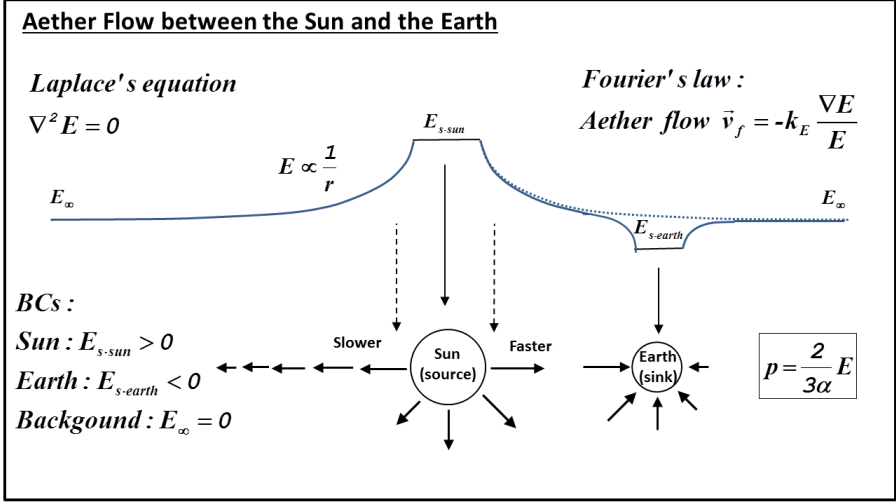 Aether Flow between the Sun and the Earth
Laplace's equation
∇²E = 0
Fourier's law :
Aether flow v⃗_f = -k_E ∇E/E
E_s-sun
E ∝ 1/r
E_∞
E_∞
E_s-earth
BCs :
Sun : E_s-sun > 0
Earth : E_s-earth < 0
Backgound : E_∞ = 0
Slower
Sun
(source)
Faster
Earth
(sink)
p = 2/3α E